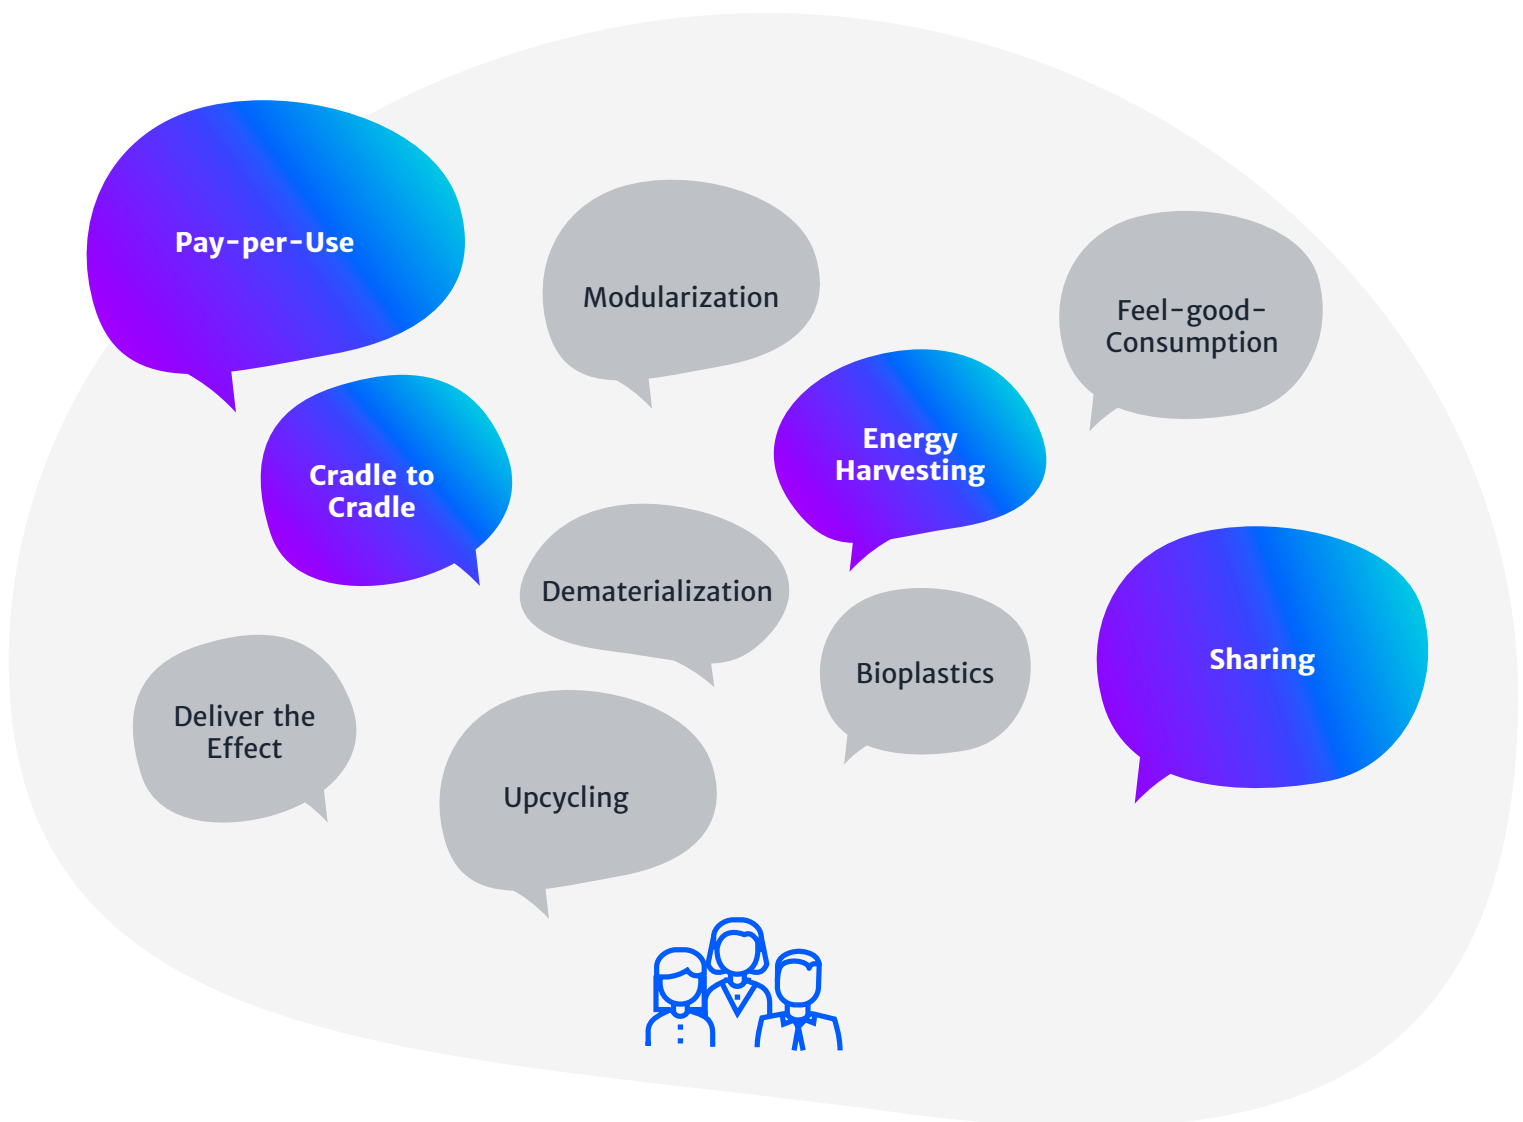 Pay-per-Use
Modularization
Feel-good-
Consumption
Cradle to
Cradle
Energy
Harvesting
Dematerialization
Bioplastics
Sharing
Deliver the
Effect
Upcycling